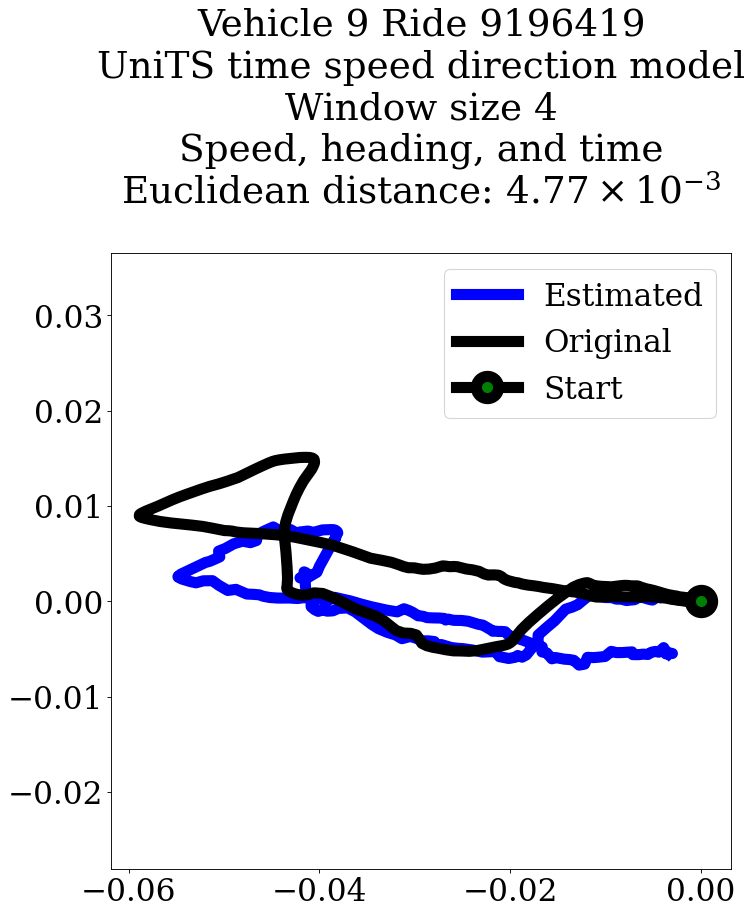 Vehicle 9 Ride 9196419
UniTS time speed direction model
Window size 4
Speed, heading, and time
Euclidean distance: 4.77 × 10⁻³
Estimated
Original
Start
0.03
0.02
0.01
0.00
−0.01
−0.02
−0.06
−0.04
−0.02
0.00